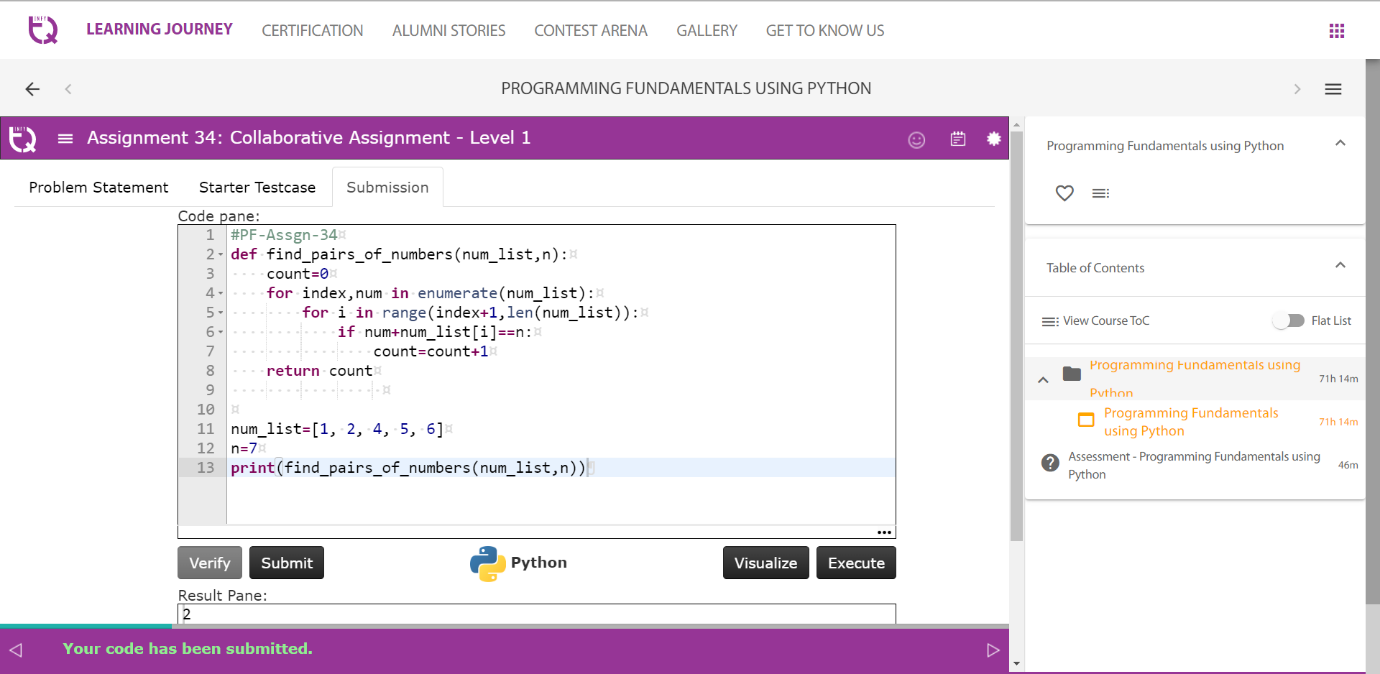 LEARNING JOURNEY CERTIFICATION ALUMNI STORIES CONTEST ARENA GALLERY GET TO KNOW US
PROGRAMMING FUNDAMENTALS USING PYTHON
Assignment 34: Collaborative Assignment - Level 1
Problem Statement Starter Testcase Submission
Code pane:
1 #PF-Assgn-34
2 def find_pairs_of_numbers(num_list,n):
3 count=0
4 for index,num in enumerate(num_list):
5 for i in range(index+1,len(num_list)):
6 if num+num_list[i]==n:
7 count=count+1
8 return count
9
10
11 num_list=[1, 2, 4, 5, 6]
12 n=7
13 print(find_pairs_of_numbers(num_list,n))
Verify Submit Python Visualize Execute
Result Pane:
2
Your code has been submitted.
Programming Fundamentals using Python
Table of Contents
View Course ToC Flat List
Programming Fundamentals using
Python
71h 14m
Programming Fundamentals
using Python
71h 14m
Assessment - Programming Fundamentals using
Python
46m